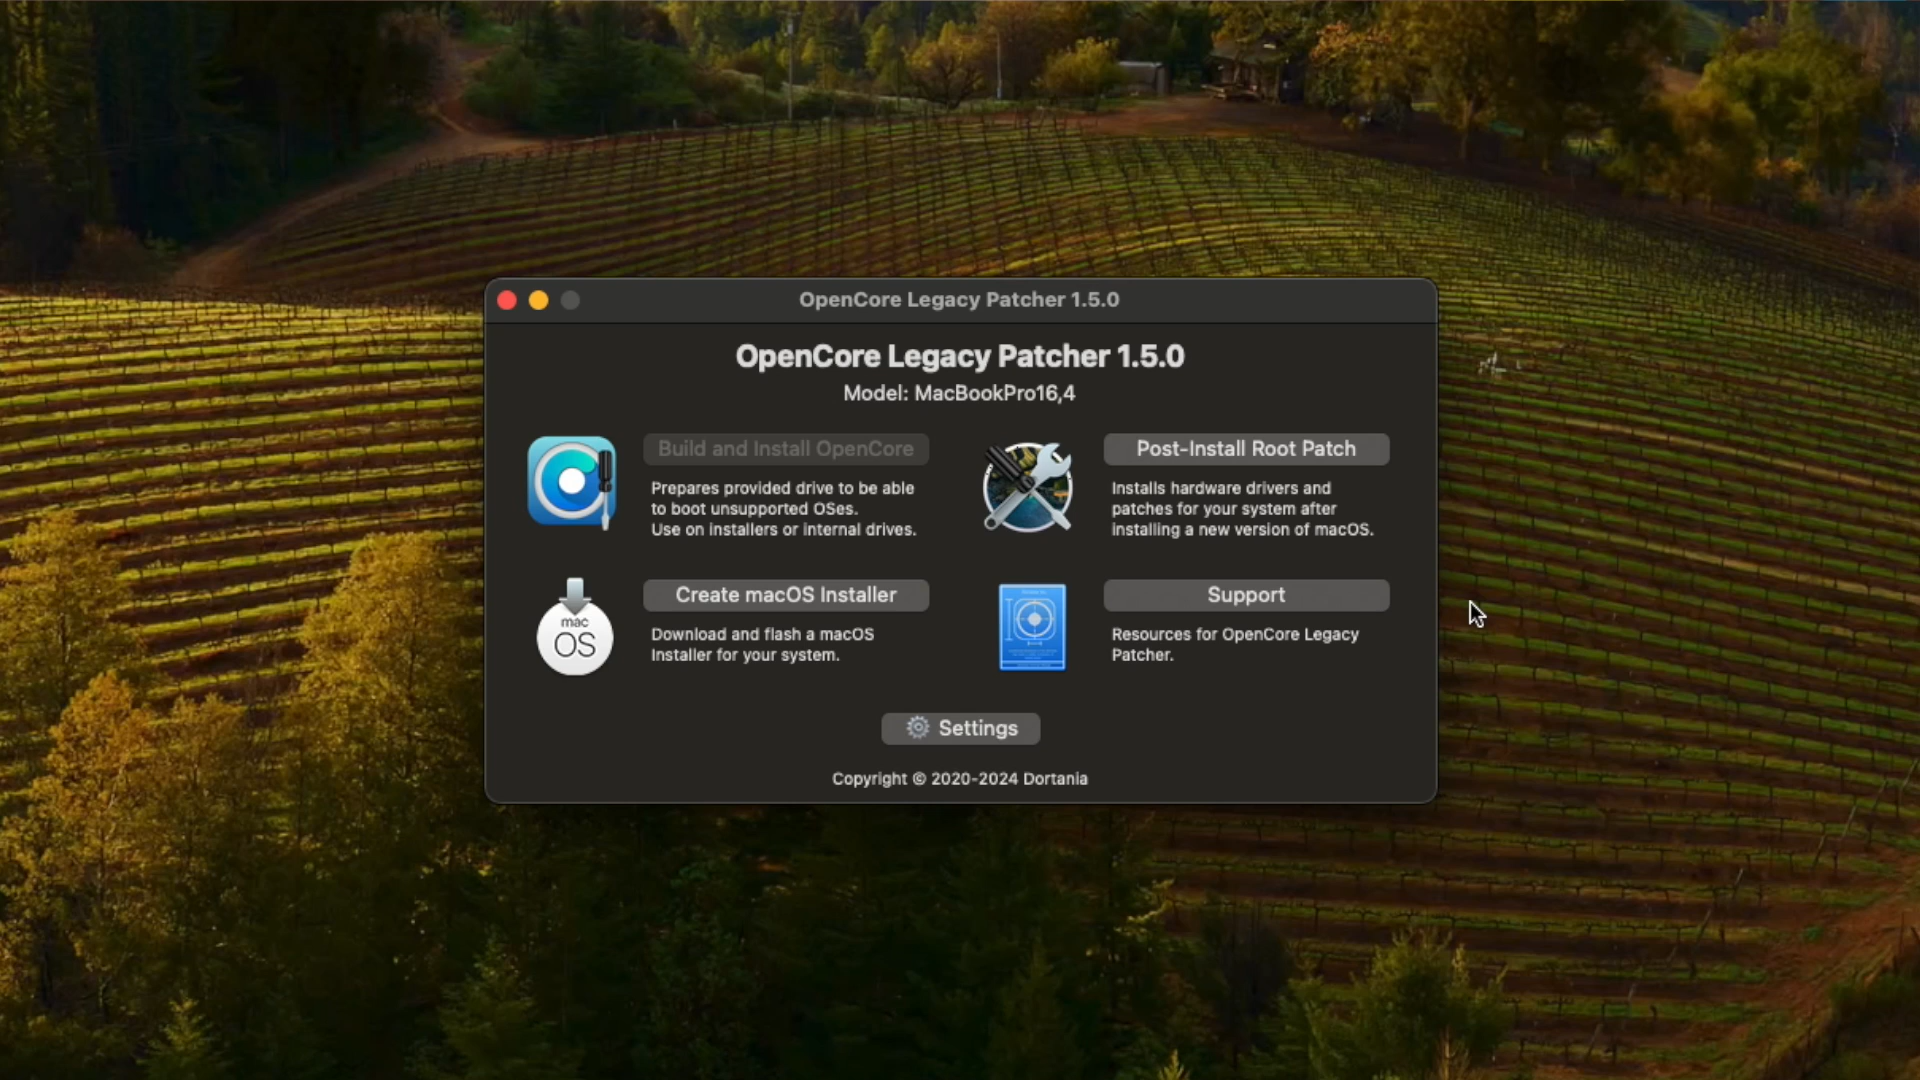 OpenCore Legacy Patcher 1.5.0
OpenCore Legacy Patcher 1.5.0
Model: MacBookPro16,4
Build and Install OpenCore
Prepares provided drive to be able
to boot unsupported OSes.
Use on installers or internal drives.
Post-Install Root Patch
Installs hardware drivers and
patches for your system after
installing a new version of macOS.
mac
OS
Create macOS Installer
Download and flash a macOS
Installer for your system.
Support
Resources for OpenCore Legacy
Patcher.
Settings
Copyright © 2020-2024 Dortania